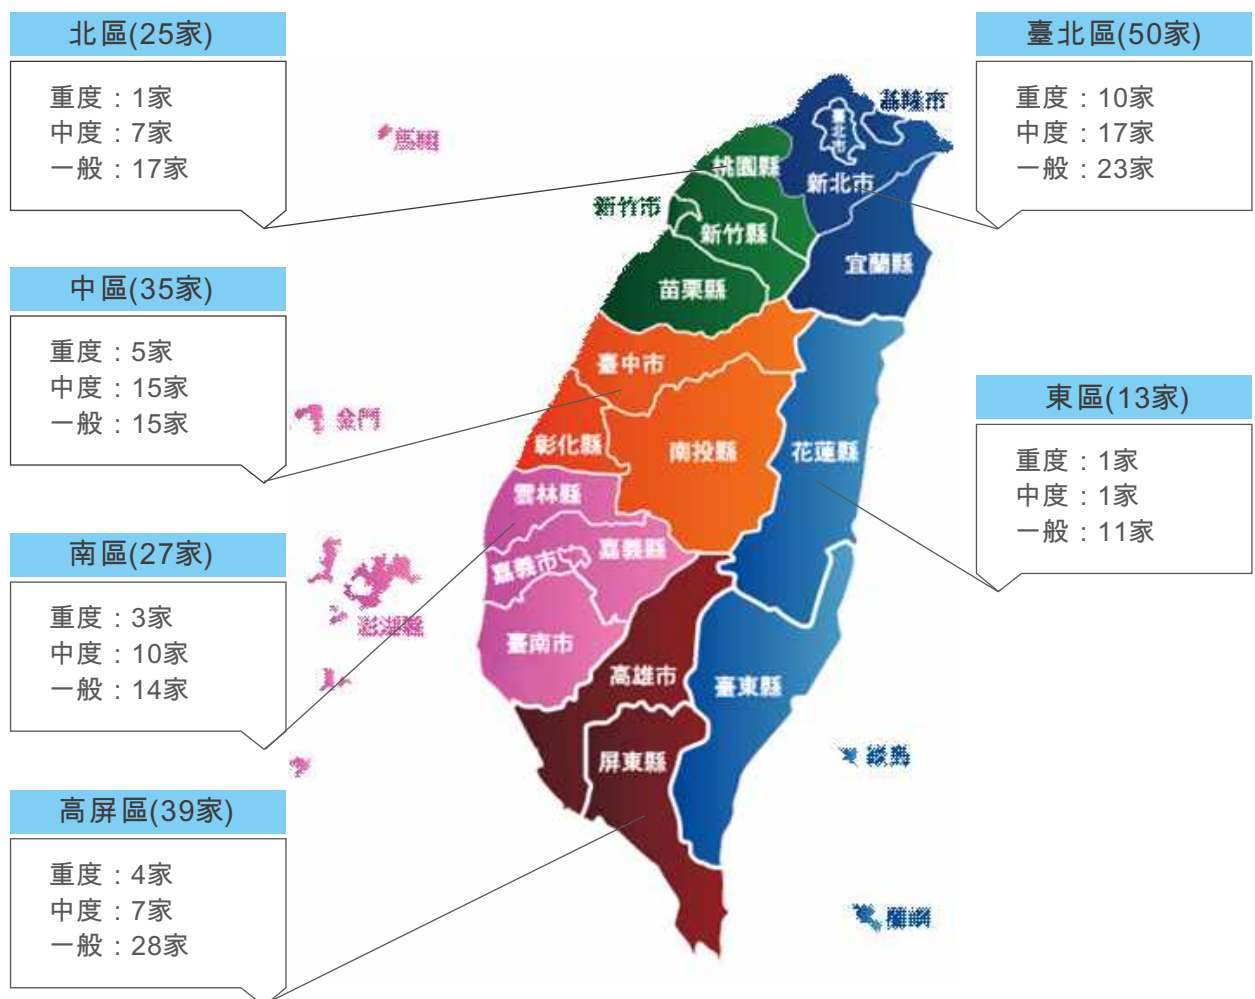 北區(25家)
重度：1家
中度：7家
一般：17家
臺北區(50家)
重度：10家
中度：17家
一般：23家
中區(35家)
重度：5家
中度：15家
一般：15家
東區(13家)
重度：1家
中度：1家
一般：11家
南區(27家)
重度：3家
中度：10家
一般：14家
高屏區(39家)
重度：4家
中度：7家
一般：28家
基隆市
臺北市
馬祖
桃園縣
新北市
新竹市
新竹縣
宜蘭縣
苗栗縣
臺中市
金門
彰化縣
南投縣
花蓮縣
雲林縣
嘉義市
嘉義縣
澎湖縣
臺南市
高雄市
臺東縣
屏東縣
綠島
蘭嶼